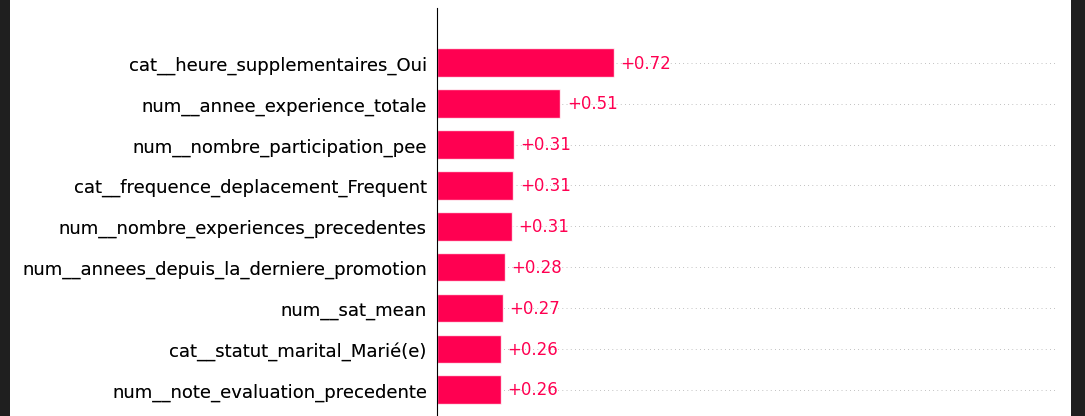 cat__heure_supplementaires_Oui +0.72
num__annee_experience_totale +0.51
num__nombre_participation_pee +0.31
cat__frequence_deplacement_Frequent +0.31
num__nombre_experiences_precedentes +0.31
num__annees_depuis_la_derniere_promotion +0.28
num__sat_mean +0.27
cat__statut_marital_Marié(e) +0.26
num__note_evaluation_precedente +0.26